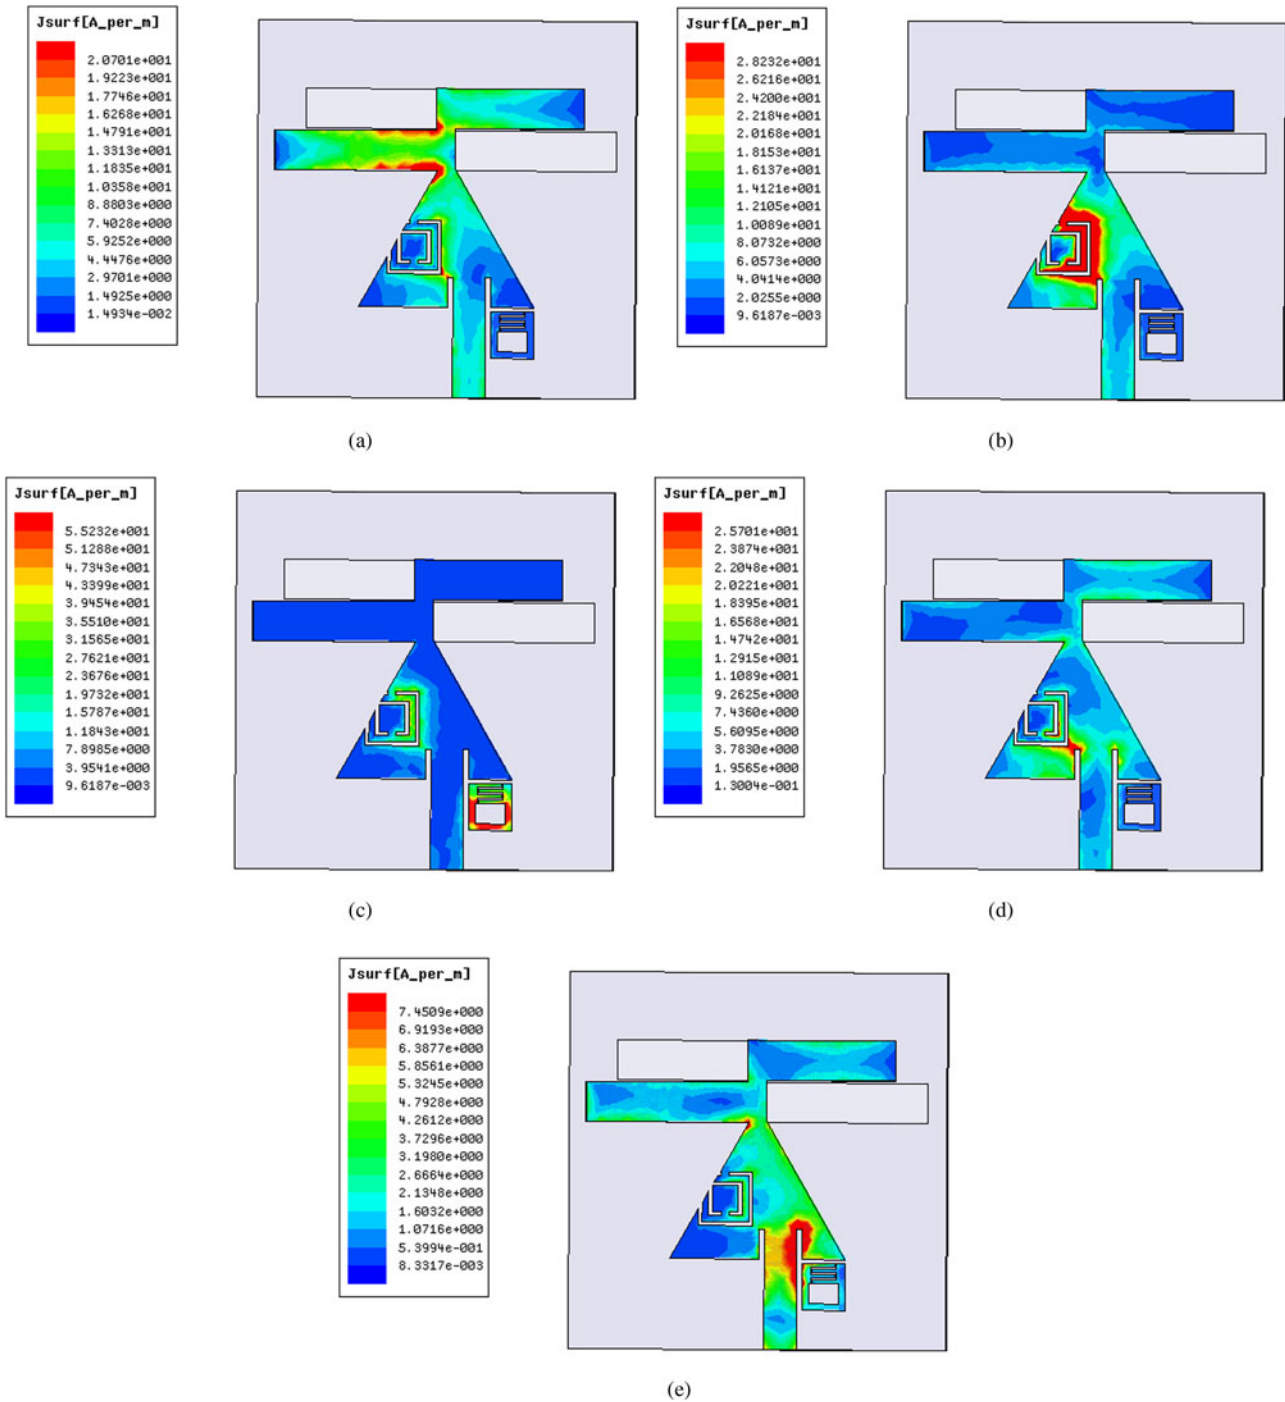 Jsurf[A_per_m]
2.0701e+001
1.9223e+001
1.7746e+001
1.6268e+001
1.4791e+001
1.3313e+001
1.1835e+001
1.0358e+001
8.8803e+000
7.4028e+000
5.9252e+000
4.4476e+000
2.9701e+000
1.4925e+000
1.4934e-002
(a)
Jsurf[A_per_m]
2.8232e+001
2.6216e+001
2.4200e+001
2.2184e+001
2.0168e+001
1.8153e+001
1.6137e+001
1.4121e+001
1.2105e+001
1.0089e+001
8.0732e+000
6.0573e+000
4.0414e+000
2.0255e+000
9.6187e-003
(b)
Jsurf[A_per_m]
5.5232e+001
5.1288e+001
4.7343e+001
4.3399e+001
3.9454e+001
3.5510e+001
3.1565e+001
2.7621e+001
2.3676e+001
1.9732e+001
1.5787e+001
1.1843e+001
7.8985e+000
3.9541e+000
9.6187e-003
(c)
Jsurf[A_per_m]
2.5701e+001
2.3874e+001
2.2048e+001
2.0221e+001
1.8395e+001
1.6568e+001
1.4742e+001
1.2915e+001
1.1089e+001
9.2625e+000
7.4360e+000
5.6095e+000
3.7830e+000
1.9565e+000
1.3004e-001
(d)
Jsurf[A_per_m]
7.4509e+000
6.9193e+000
6.3877e+000
5.8561e+000
5.3245e+000
4.7928e+000
4.2612e+000
3.7296e+000
3.1980e+000
2.6664e+000
2.1348e+000
1.6032e+000
1.0716e+000
5.3994e-001
8.3317e-003
(e)